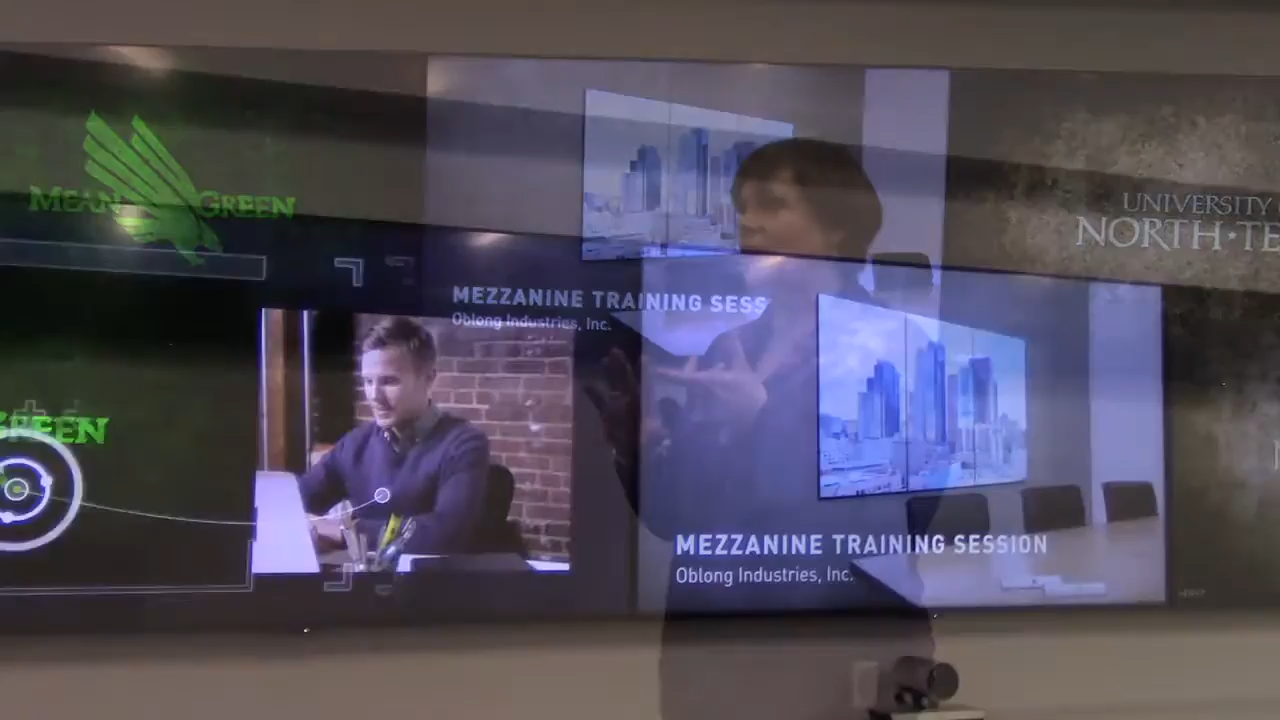 MEAN GREEN
UNIVERSITY
NORTH·TE
MEZZANINE TRAINING SESS
Oblong Industries, Inc.
GREEN
MEZZANINE TRAINING SESSION
Oblong Industries, Inc.